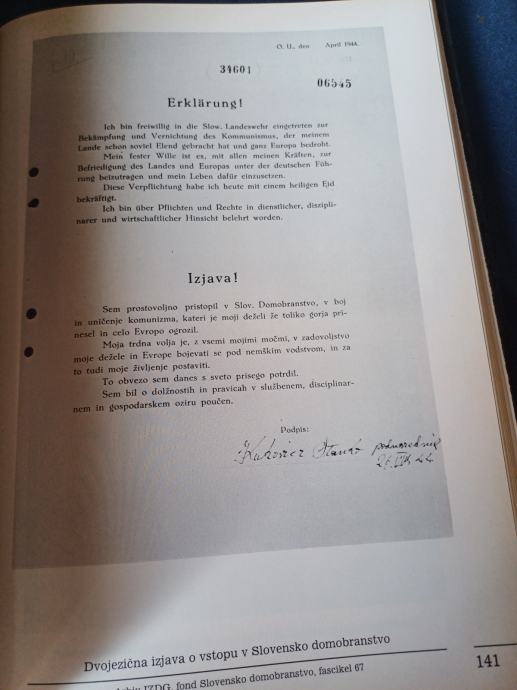 O. U., den April 1944.
34601
06545
Erklärung!
Ich bin freiwillig in die Slow. Landeswehr eingetreten zur
Bekämpfung und Vernichtung des Kommunismus, der meinem
Lande schon soviel Elend gebracht hat und ganz Europa bedroht.
Mein fester Wille ist es, mit allen meinen Kräften, zur
Befriedigung des Landes und Europas unter der deutschen Füh-
rung beizutragen und mein Leben dafür einzusetzen.
Diese Verpflichtung habe ich heute mit einem heiligen Eid
bekräftigt.
Ich bin über Pflichten und Rechte in dienstlicher, diszipli-
narer und wirtschaftlicher Hinsicht belehrt worden.
Izjava!
Sem prostovoljno pristopil v Slov. Domobranstvo, v boj
in uničenje komunizma, kateri je moji deželi že toliko gorja pri-
nesel in celo Evropo ogrozil.
Moja trdna volja je, z vsemi mojimi močmi, v zadovoljstvo
moje dežele in Evrope bojevati se pod nemškim vodstvom, in za
to tudi moje življenje postaviti.
To obvezo sem danes s sveto prisego potrdil.
Sem bil o dolžnostih in pravicah v službenem, disciplinar-
nem in gospodarskem oziru poučen.
Podpis:
Stanko podnarednik
Dvojezična izjava o vstopu v Slovensko domobranstvo
IZDG, fond Slovensko domobranstvo, fascikel 67
141